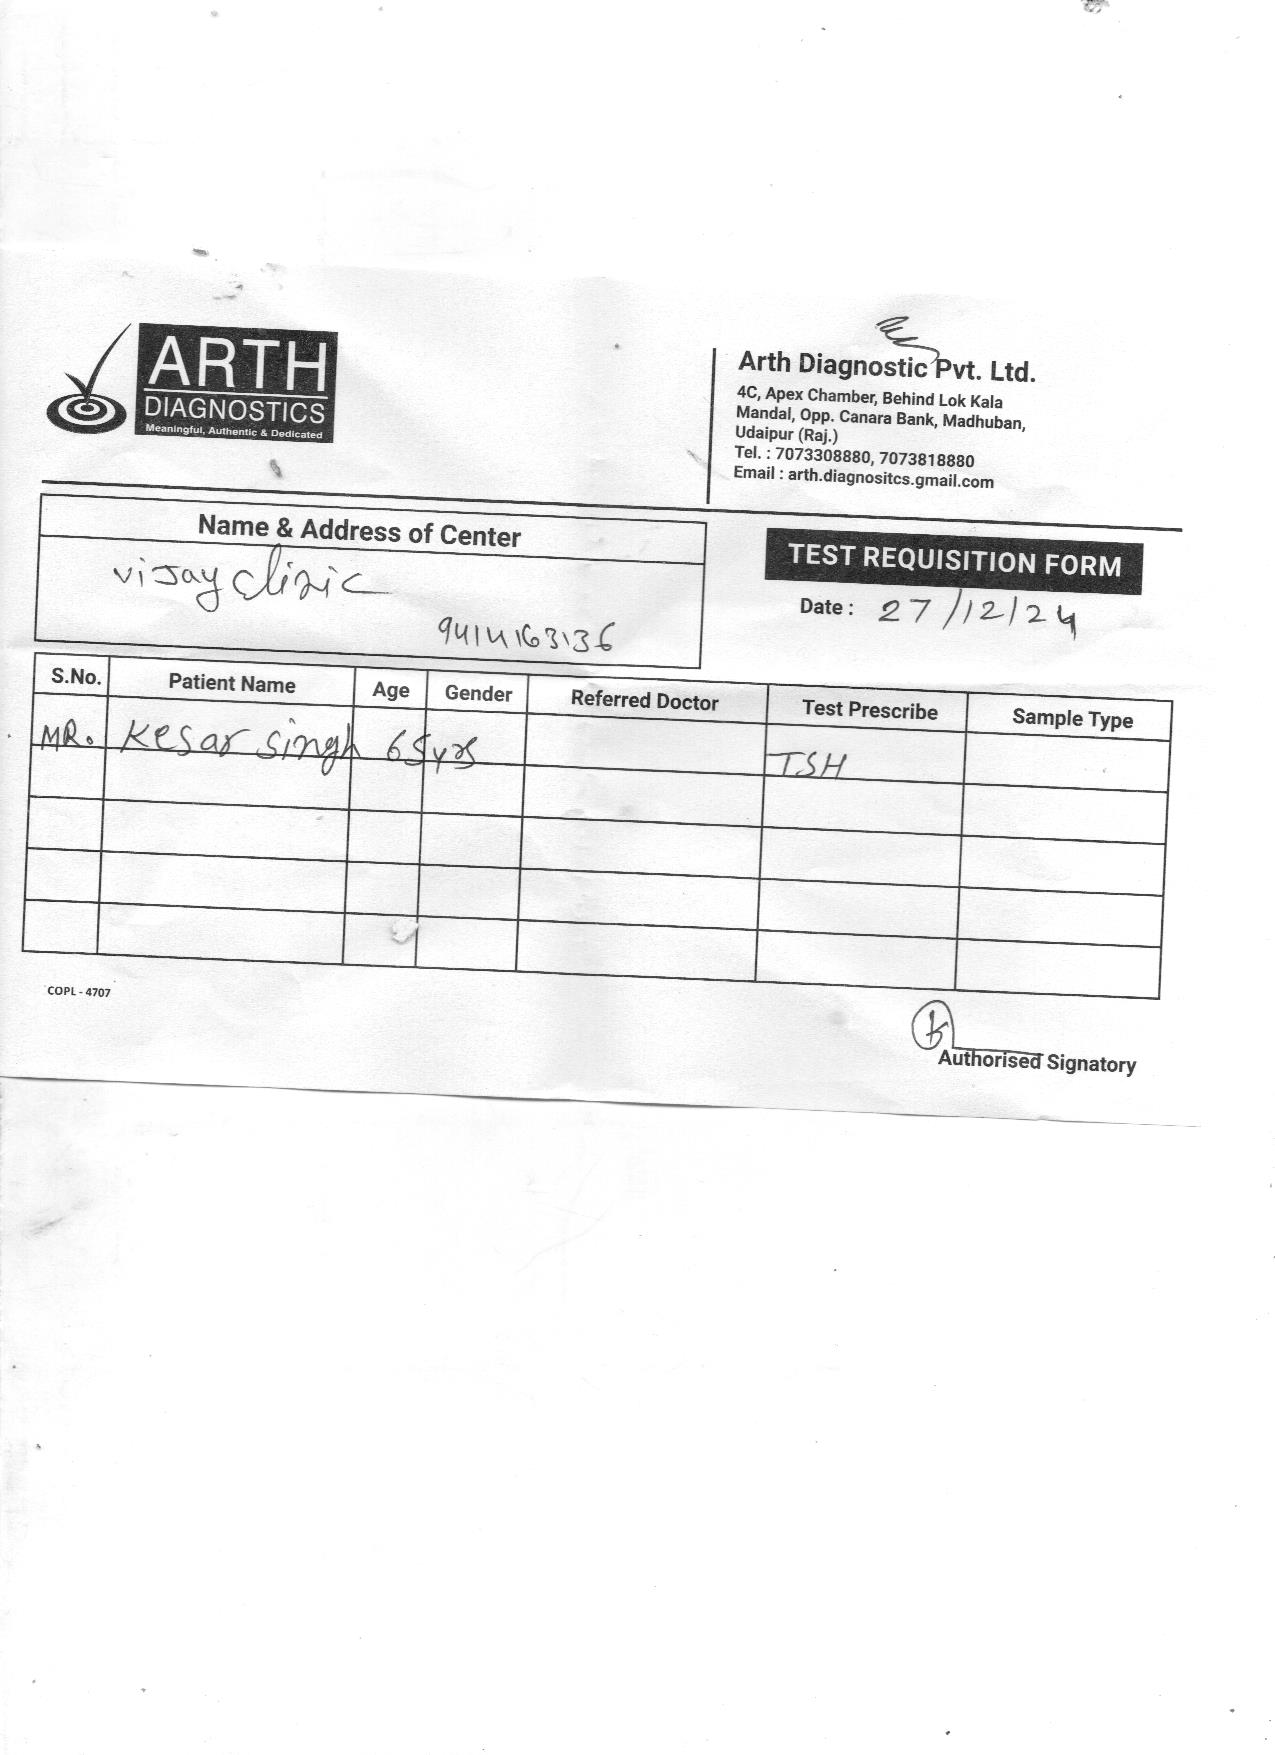 ARTH
DIAGNOSTICS
Meaningful, Authentic & Dedicated
Arth Diagnostic Pvt. Ltd.
4C, Apex Chamber, Behind Lok Kala
Mandal, Opp. Canara Bank, Madhuban,
Udaipur (Raj.)
Tel. : 7073308880, 7073818880
Email : arth.diagnositcs.gmail.com
Name & Address of Center
vijay clinic
9414163136
TEST REQUISITION FORM
Date : 27/12/24
S.No. Patient Name Age Gender Referred Doctor Test Prescribe Sample Type
MR. Kesar singh 65yrs TSH
COPL - 4707
Authorised Signatory